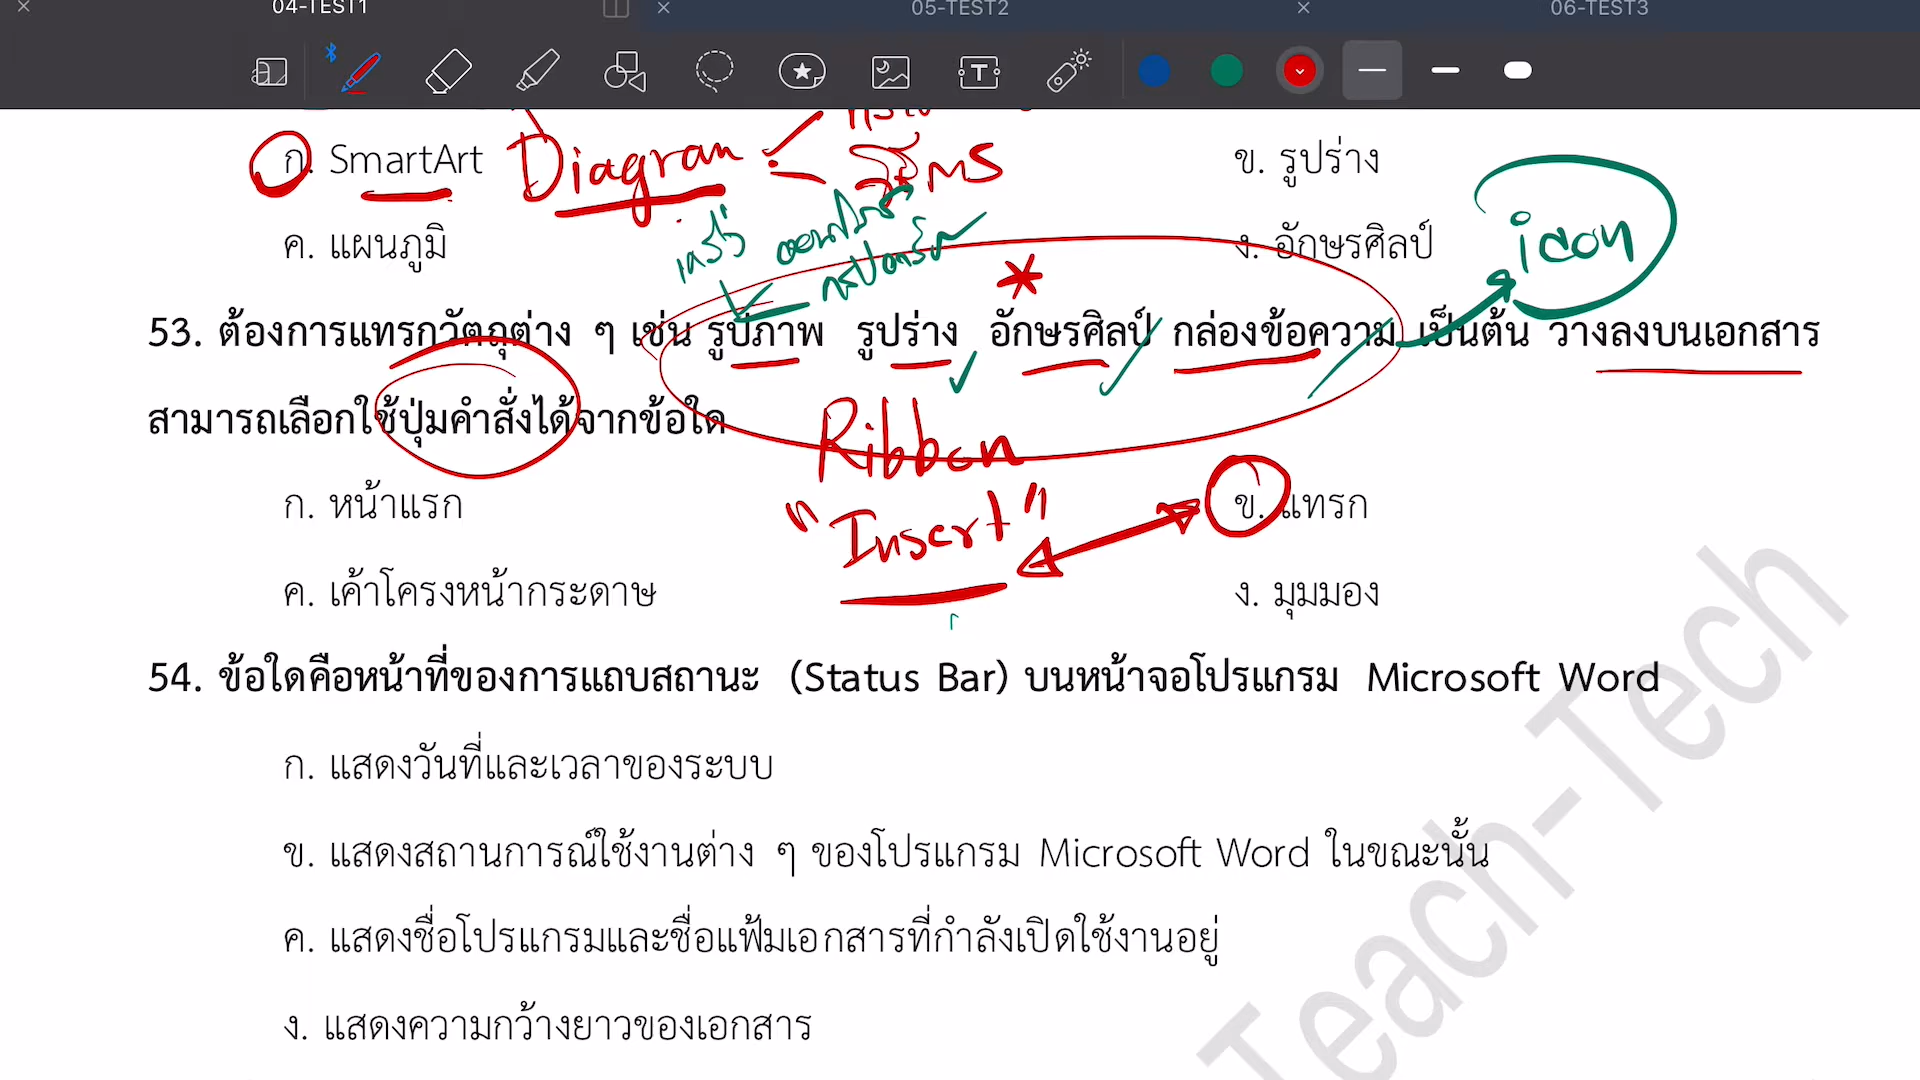 04-TEST1 05-TEST2 06-TEST3
ก. SmartArt Diagram วิธีการ ข. รูปร่าง
ค. แผนภูมิ ง. อักษรศิลป์ icon
53. ต้องการแทรกวัตถุต่าง ๆ เช่น รูปภาพ รูปร่าง อักษรศิลป์ กล่องข้อความ เป็นต้น วางลงบนเอกสาร
สามารถเลือกใช้ปุ่มคำสั่งได้จากข้อใด
Ribbon
ก. หน้าแรก "Insert" ข. แทรก
ค. เค้าโครงหน้ากระดาษ ง. มุมมอง
54. ข้อใดคือหน้าที่ของการแถบสถานะ (Status Bar) บนหน้าจอโปรแกรม Microsoft Word
ก. แสดงวันที่และเวลาของระบบ
ข. แสดงสถานการณ์ใช้งานต่าง ๆ ของโปรแกรม Microsoft Word ในขณะนั้น
ค. แสดงชื่อโปรแกรมและชื่อแฟ้มเอกสารที่กำลังเปิดใช้งานอยู่
ง. แสดงความกว้างยาวของเอกสาร
Teach-Tech